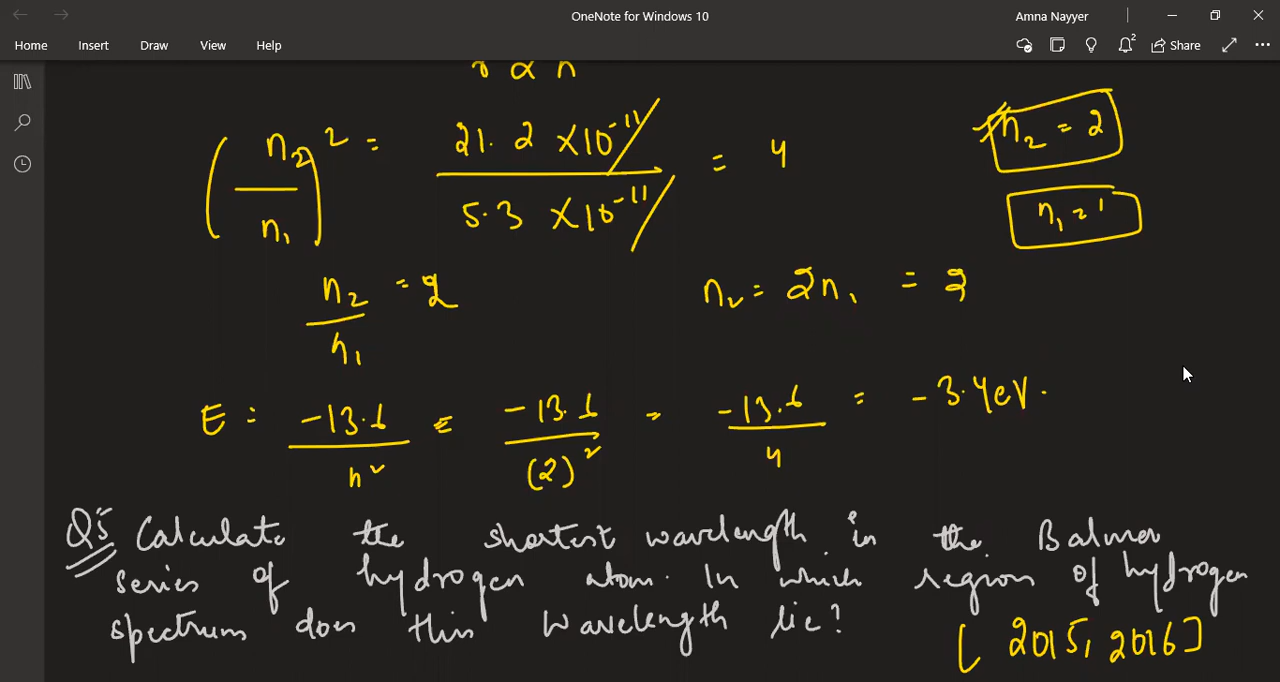 OneNote for Windows 10
Amna Nayyer
Home Insert Draw View Help
Share
r ∝ n
(n₂/n₁)² = 21.2 ×10⁻¹¹ / 5.3 ×10⁻¹¹ = 4
n₂ = 2
n₁ = 1
n₂/n₁ = 2
n₂ = 2n₁ = 2
E = -13.6/n² = -13.6/(2)² = -13.6/4 = -3.4eV.
Q5 Calculate the shortest wavelength in the Balmer
series of hydrogen atom. In which region of hydrogen
spectrum does this wavelength lie?
[2015, 2016]